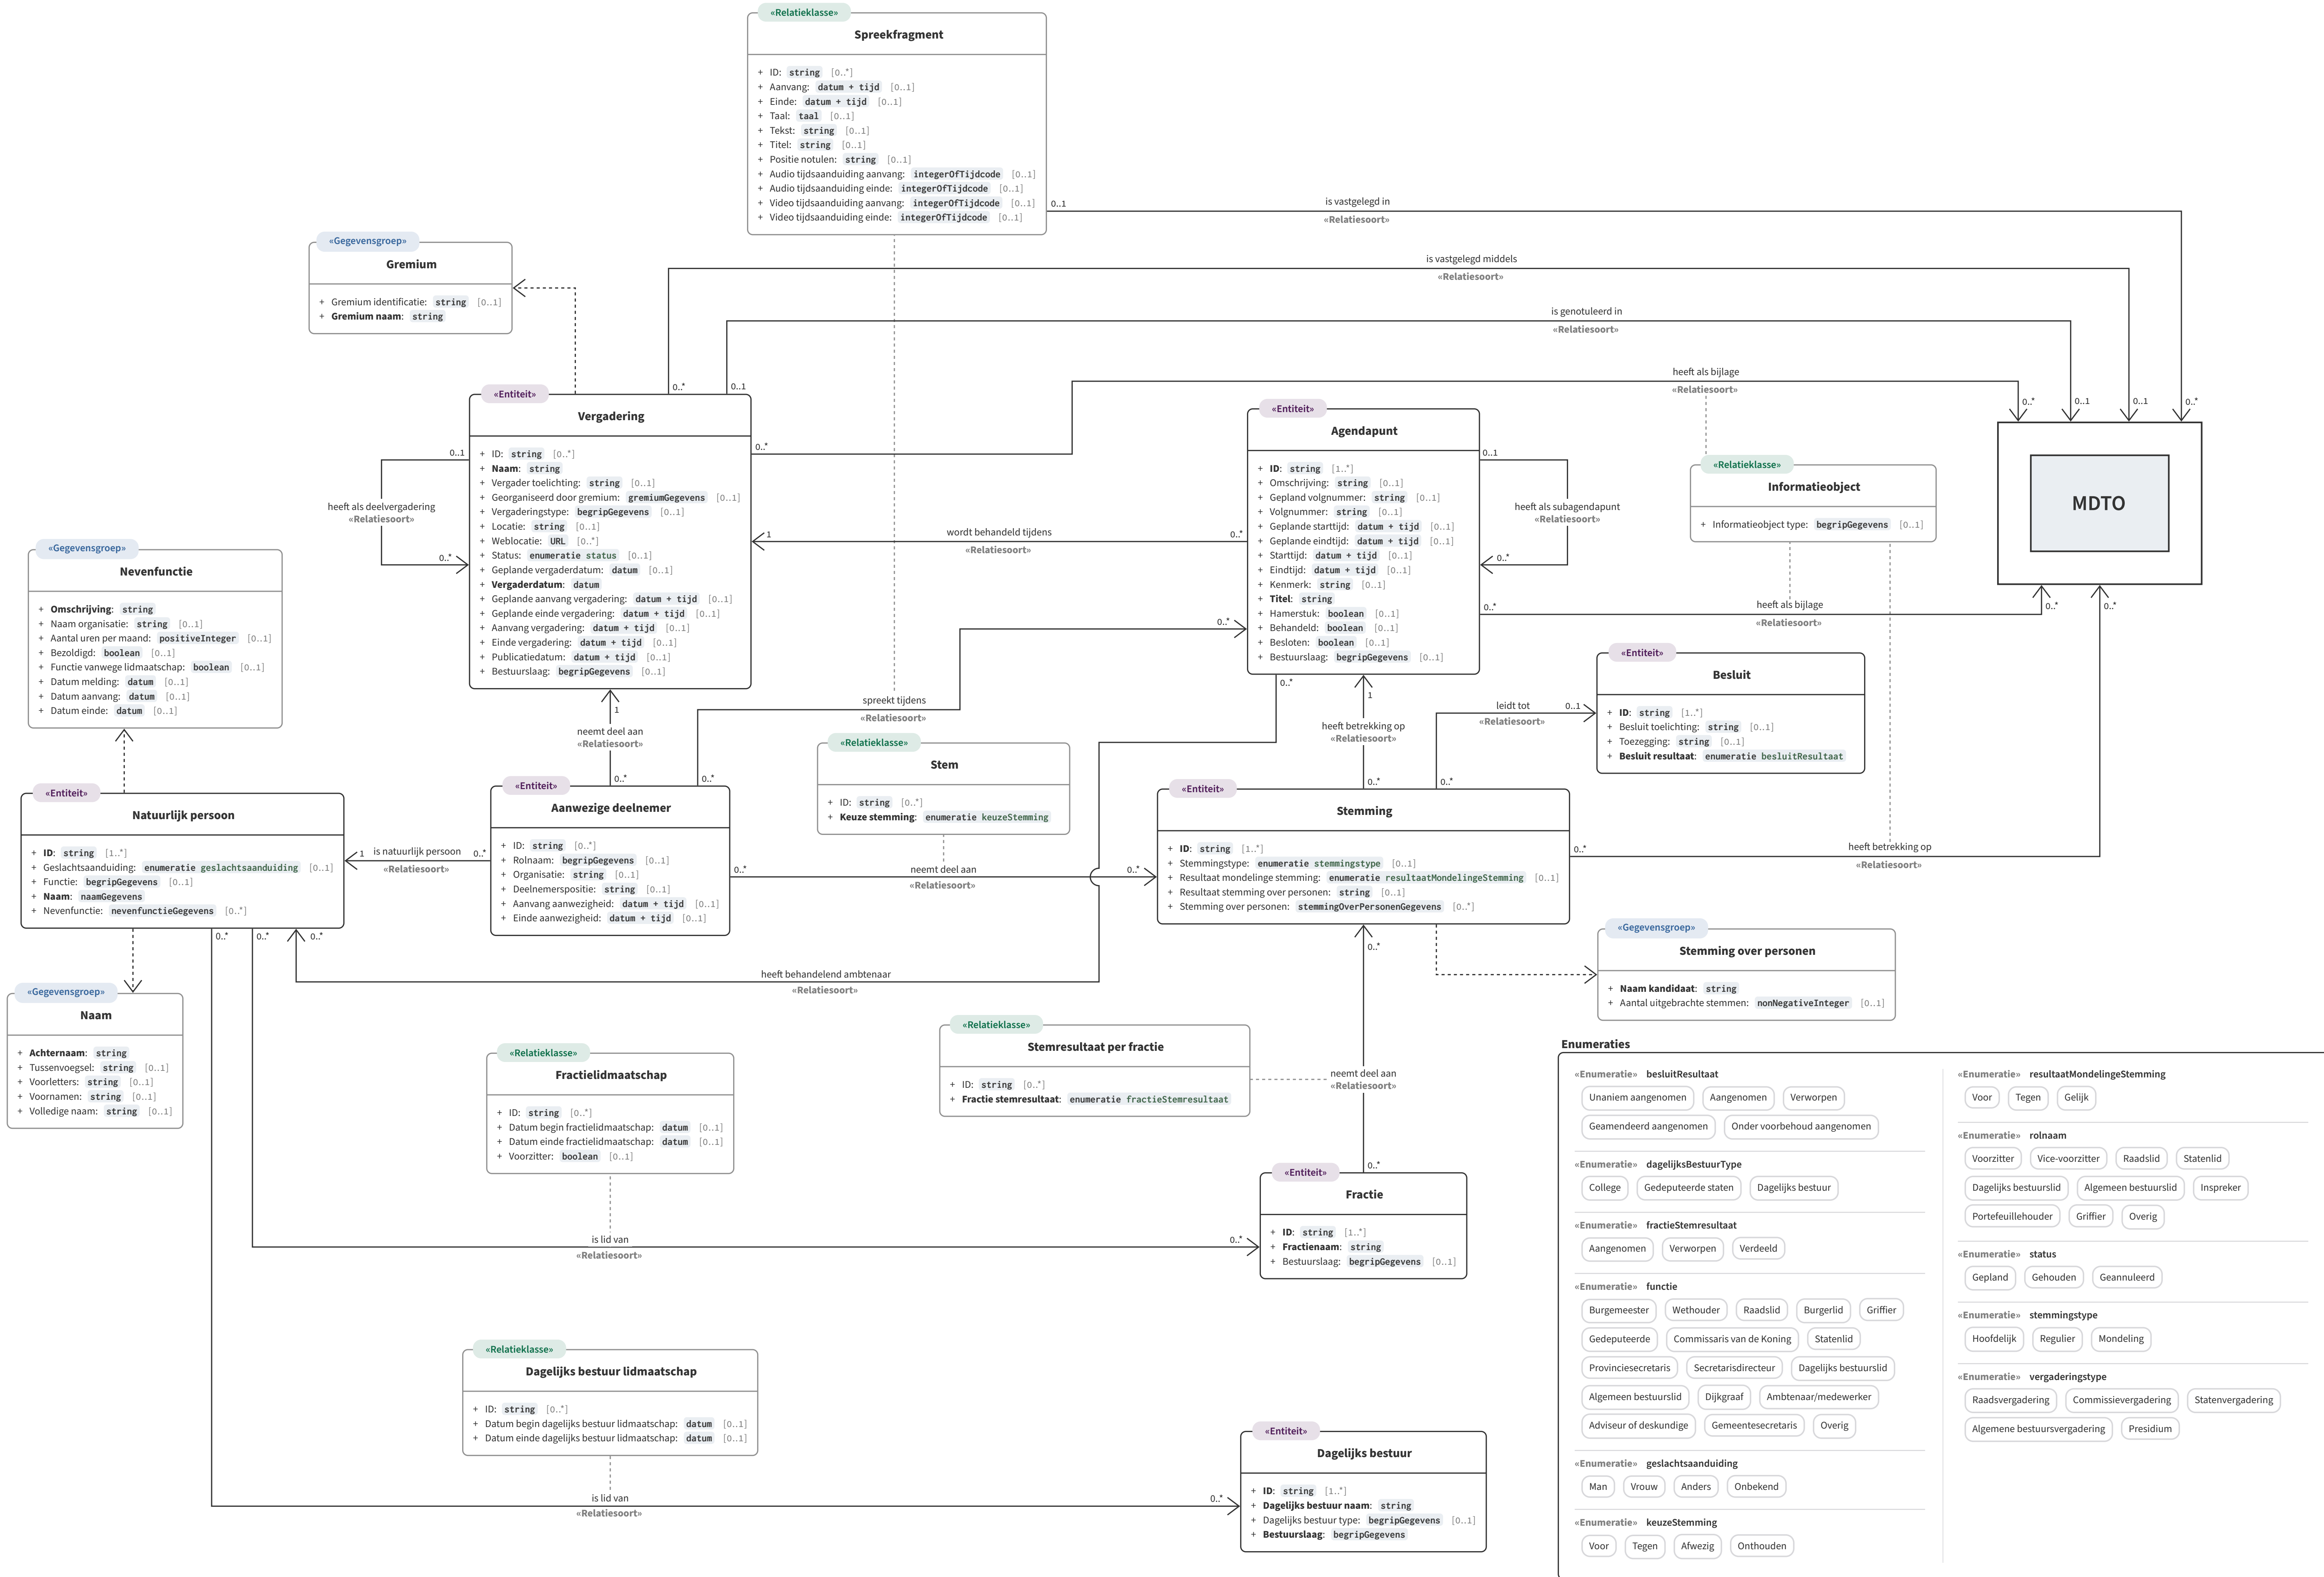 «Relatieklasse»
Spreekfragment
+ ID: string [0..*]
+ Aanvang: datum + tijd [0..1]
+ Einde: datum + tijd [0..1]
+ Taal: taal [0..1]
+ Tekst: string [0..1]
+ Titel: string [0..1]
+ Positie notulen: string [0..1]
+ Audio tijdsaanduiding aanvang: integerOfTijdcode [0..1]
+ Audio tijdsaanduiding einde: integerOfTijdcode [0..1]
+ Video tijdsaanduiding aanvang: integerOfTijdcode [0..1]
+ Video tijdsaanduiding einde: integerOfTijdcode [0..1]
0..1
is vastgelegd in
«Relatiesoort»
«Gegevensgroep»
Gremium
+ Gremium identificatie: string [0..1]
+ Gremium naam: string
is vastgelegd middels
«Relatiesoort»
is genotuleerd in
«Relatiesoort»
heeft als bijlage
«Relatiesoort»
0..*
0..1
0..* 0..1 0..1 0..*
«Entiteit»
Vergadering
+ ID: string [0..*]
+ Naam: string
+ Vergader toelichting: string [0..1]
+ Georganiseerd door gremium: gremiumGegevens [0..1]
+ Vergaderingstype: begripGegevens [0..1]
+ Locatie: string [0..1]
+ Weblocatie: URL [0..*]
+ Status: enumeratie status [0..1]
+ Geplande vergaderdatum: datum [0..1]
+ Vergaderdatum: datum
+ Geplande aanvang vergadering: datum + tijd [0..1]
+ Geplande einde vergadering: datum + tijd [0..1]
+ Aanvang vergadering: datum + tijd [0..1]
+ Einde vergadering: datum + tijd [0..1]
+ Publicatiedatum: datum + tijd [0..1]
+ Bestuurslaag: begripGegevens [0..1]
0..1
heeft als deelvergadering
«Relatiesoort»
0..*
0..*
1
wordt behandeld tijdens
«Relatiesoort»
0..*
«Entiteit»
Agendapunt
+ ID: string [1..*]
+ Omschrijving: string [0..1]
+ Gepland volgnummer: string [0..1]
+ Volgnummer: string [0..1]
+ Geplande starttijd: datum + tijd [0..1]
+ Geplande eindtijd: datum + tijd [0..1]
+ Starttijd: datum + tijd [0..1]
+ Eindtijd: datum + tijd [0..1]
+ Kenmerk: string [0..1]
+ Titel: string
+ Hamerstuk: boolean [0..1]
+ Behandeld: boolean [0..1]
+ Besloten: boolean [0..1]
+ Bestuurslaag: begripGegevens [0..1]
0..1
heeft als subagendapunt
«Relatiesoort»
0..*
0..*
heeft als bijlage
«Relatiesoort»
0..*
0..*
«Relatieklasse»
Informatieobject
+ Informatieobject type: begripGegevens [0..1]
MDTO
«Gegevensgroep»
Nevenfunctie
+ Omschrijving: string
+ Naam organisatie: string [0..1]
+ Aantal uren per maand: positiveInteger [0..1]
+ Bezoldigd: boolean [0..1]
+ Functie vanwege lidmaatschap: boolean [0..1]
+ Datum melding: datum [0..1]
+ Datum aanvang: datum [0..1]
+ Datum einde: datum [0..1]
0..*
spreekt tijdens
«Relatiesoort»
0..*
1
neemt deel aan
«Relatiesoort»
0..*
0..*
1
heeft betrekking op
«Relatiesoort»
0..*
leidt tot
«Relatiesoort»
0..1
0..*
«Entiteit»
Besluit
+ ID: string [1..*]
+ Besluit toelichting: string [0..1]
+ Toezegging: string [0..1]
+ Besluit resultaat: enumeratie besluitResultaat
«Relatieklasse»
Stem
+ ID: string [0..*]
+ Keuze stemming: enumeratie keuzeStemming
«Entiteit»
Natuurlijk persoon
+ ID: string [1..*]
+ Geslachtsaanduiding: enumeratie geslachtsaanduiding [0..1]
+ Functie: begripGegevens [0..1]
+ Naam: naamGegevens
+ Nevenfunctie: nevenfunctieGegevens [0..*]
1
is natuurlijk persoon
«Relatiesoort»
0..*
«Entiteit»
Aanwezige deelnemer
+ ID: string [0..*]
+ Rolnaam: begripGegevens [0..1]
+ Organisatie: string [0..1]
+ Deelnemerspositie: string [0..1]
+ Aanvang aanwezigheid: datum + tijd [0..1]
+ Einde aanwezigheid: datum + tijd [0..1]
0..*
neemt deel aan
«Relatiesoort»
0..*
«Entiteit»
Stemming
+ ID: string [1..*]
+ Stemmingstype: enumeratie stemmingstype [0..1]
+ Resultaat mondelinge stemming: enumeratie resultaatMondelingeStemming [0..1]
+ Resultaat stemming over personen: string [0..1]
+ Stemming over personen: stemmingOverPersonenGegevens [0..*]
0..*
heeft betrekking op
«Relatiesoort»
0..* 0..* 0..*
heeft behandelend ambtenaar
«Relatiesoort»
0..*
«Gegevensgroep»
Stemming over personen
+ Naam kandidaat: string
+ Aantal uitgebrachte stemmen: nonNegativeInteger [0..1]
«Gegevensgroep»
Naam
+ Achternaam: string
+ Tussenvoegsel: string [0..1]
+ Voorletters: string [0..1]
+ Voornamen: string [0..1]
+ Volledige naam: string [0..1]
«Relatieklasse»
Fractielidmaatschap
+ ID: string [0..*]
+ Datum begin fractielidmaatschap: datum [0..1]
+ Datum einde fractielidmaatschap: datum [0..1]
+ Voorzitter: boolean [0..1]
«Relatieklasse»
Stemresultaat per fractie
+ ID: string [0..*]
+ Fractie stemresultaat: enumeratie fractieStemresultaat
neemt deel aan
«Relatiesoort»
0..*
«Entiteit»
Fractie
+ ID: string [1..*]
+ Fractienaam: string
+ Bestuurslaag: begripGegevens [0..1]
is lid van
«Relatiesoort»
0..*
«Relatieklasse»
Dagelijks bestuur lidmaatschap
+ ID: string [0..*]
+ Datum begin dagelijks bestuur lidmaatschap: datum [0..1]
+ Datum einde dagelijks bestuur lidmaatschap: datum [0..1]
is lid van
«Relatiesoort»
0..*
«Entiteit»
Dagelijks bestuur
+ ID: string [1..*]
+ Dagelijks bestuur naam: string
+ Dagelijks bestuur type: begripGegevens [0..1]
+ Bestuurslaag: begripGegevens
Enumeraties
«Enumeratie» besluitResultaat
Unaniem aangenomen Aangenomen Verworpen
Geamendeerd aangenomen Onder voorbehoud aangenomen
«Enumeratie» dagelijksBestuurType
College Gedeputeerde staten Dagelijks bestuur
«Enumeratie» fractieStemresultaat
Aangenomen Verworpen Verdeeld
«Enumeratie» functie
Burgemeester Wethouder Raadslid Burgerlid Griffier
Gedeputeerde Commissaris van de Koning Statenlid
Provinciesecretaris Secretarisdirecteur Dagelijks bestuurslid
Algemeen bestuurslid Dijkgraaf Ambtenaar/medewerker
Adviseur of deskundige Gemeentesecretaris Overig
«Enumeratie» geslachtsaanduiding
Man Vrouw Anders Onbekend
«Enumeratie» keuzeStemming
Voor Tegen Afwezig Onthouden
«Enumeratie» resultaatMondelingeStemming
Voor Tegen Gelijk
«Enumeratie» rolnaam
Voorzitter Vice-voorzitter Raadslid Statenlid
Dagelijks bestuurslid Algemeen bestuurslid Inspreker
Portefeuillehouder Griffier Overig
«Enumeratie» status
Gepland Gehouden Geannuleerd
«Enumeratie» stemmingstype
Hoofdelijk Regulier Mondeling
«Enumeratie» vergaderingstype
Raadsvergadering Commissievergadering Statenvergadering
Algemene bestuursvergadering Presidium